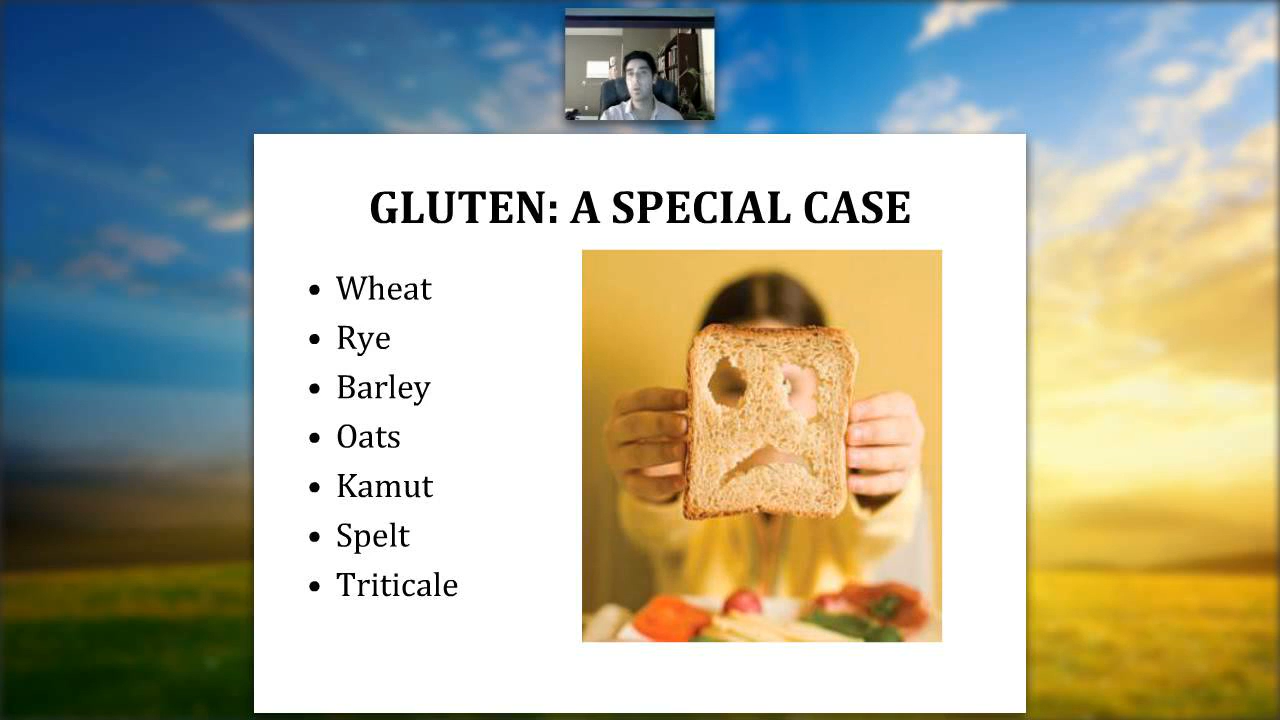 GLUTEN: A SPECIAL CASE
• Wheat
• Rye
• Barley
• Oats
• Kamut
• Spelt
• Triticale